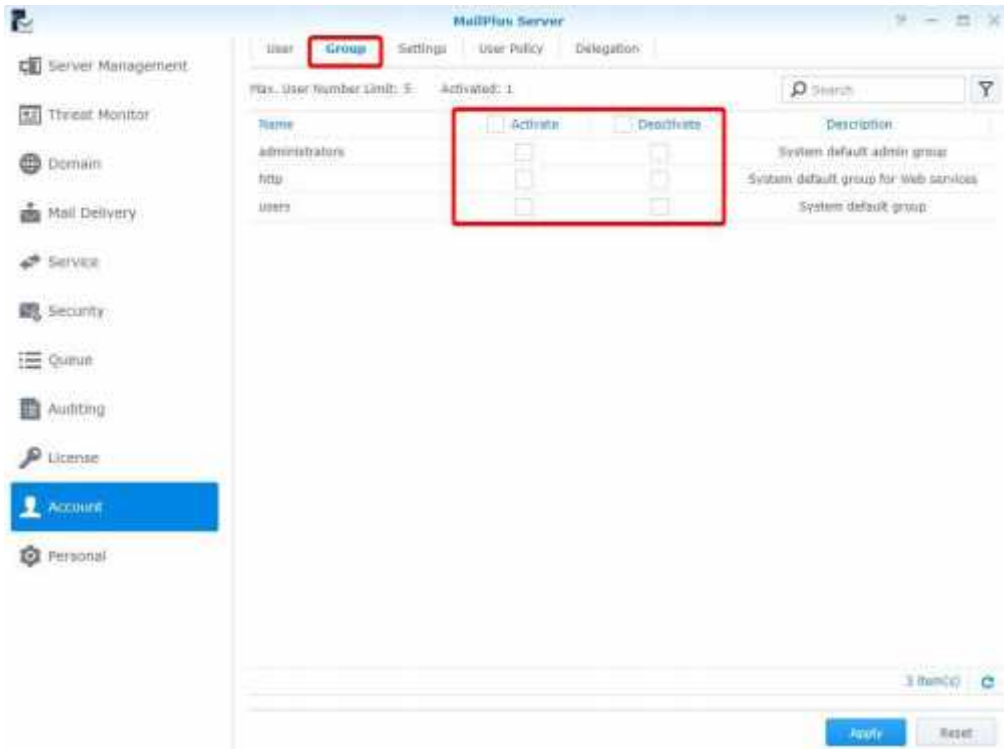 MailPlus Server
Server Management
Threat Monitor
Domain
Mail Delivery
Service
Security
Queue
Auditing
License
Account
Personal
User Group Settings User Policy Delegation
Max. User Number Limit: 5 Activated: 1 Search
Name Activate Deactivate Description
administrators System default admin group
http System default group for Web services
users System default group
3 item(s)
Apply Reset